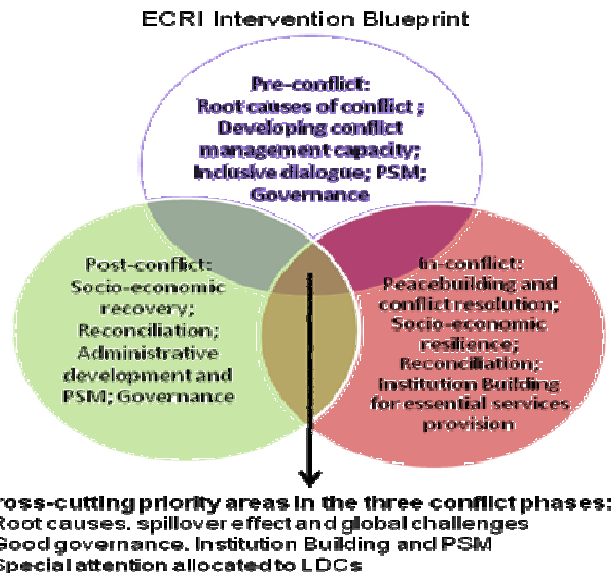 ECRI Intervention Blueprint
Pre-conflict:
Root causes of conflict ;
Developing conflict
management capacity;
Inclusive dialogue; PSM;
Governance
Post-conflict:
Socio-economic
recovery;
Reconciliation;
Administrative
development and
PSM; Governance
In-conflict:
Peacebuilding and
conflict resolution;
Socio-economic
resilience;
Reconciliation;
Institution Building
for essential services
provision
ross-cutting priority areas in the three conflict phases:
Root causes. spillover effect and global challenges
Good governance. Institution Building and PSM
Special attention allocated to LDCs